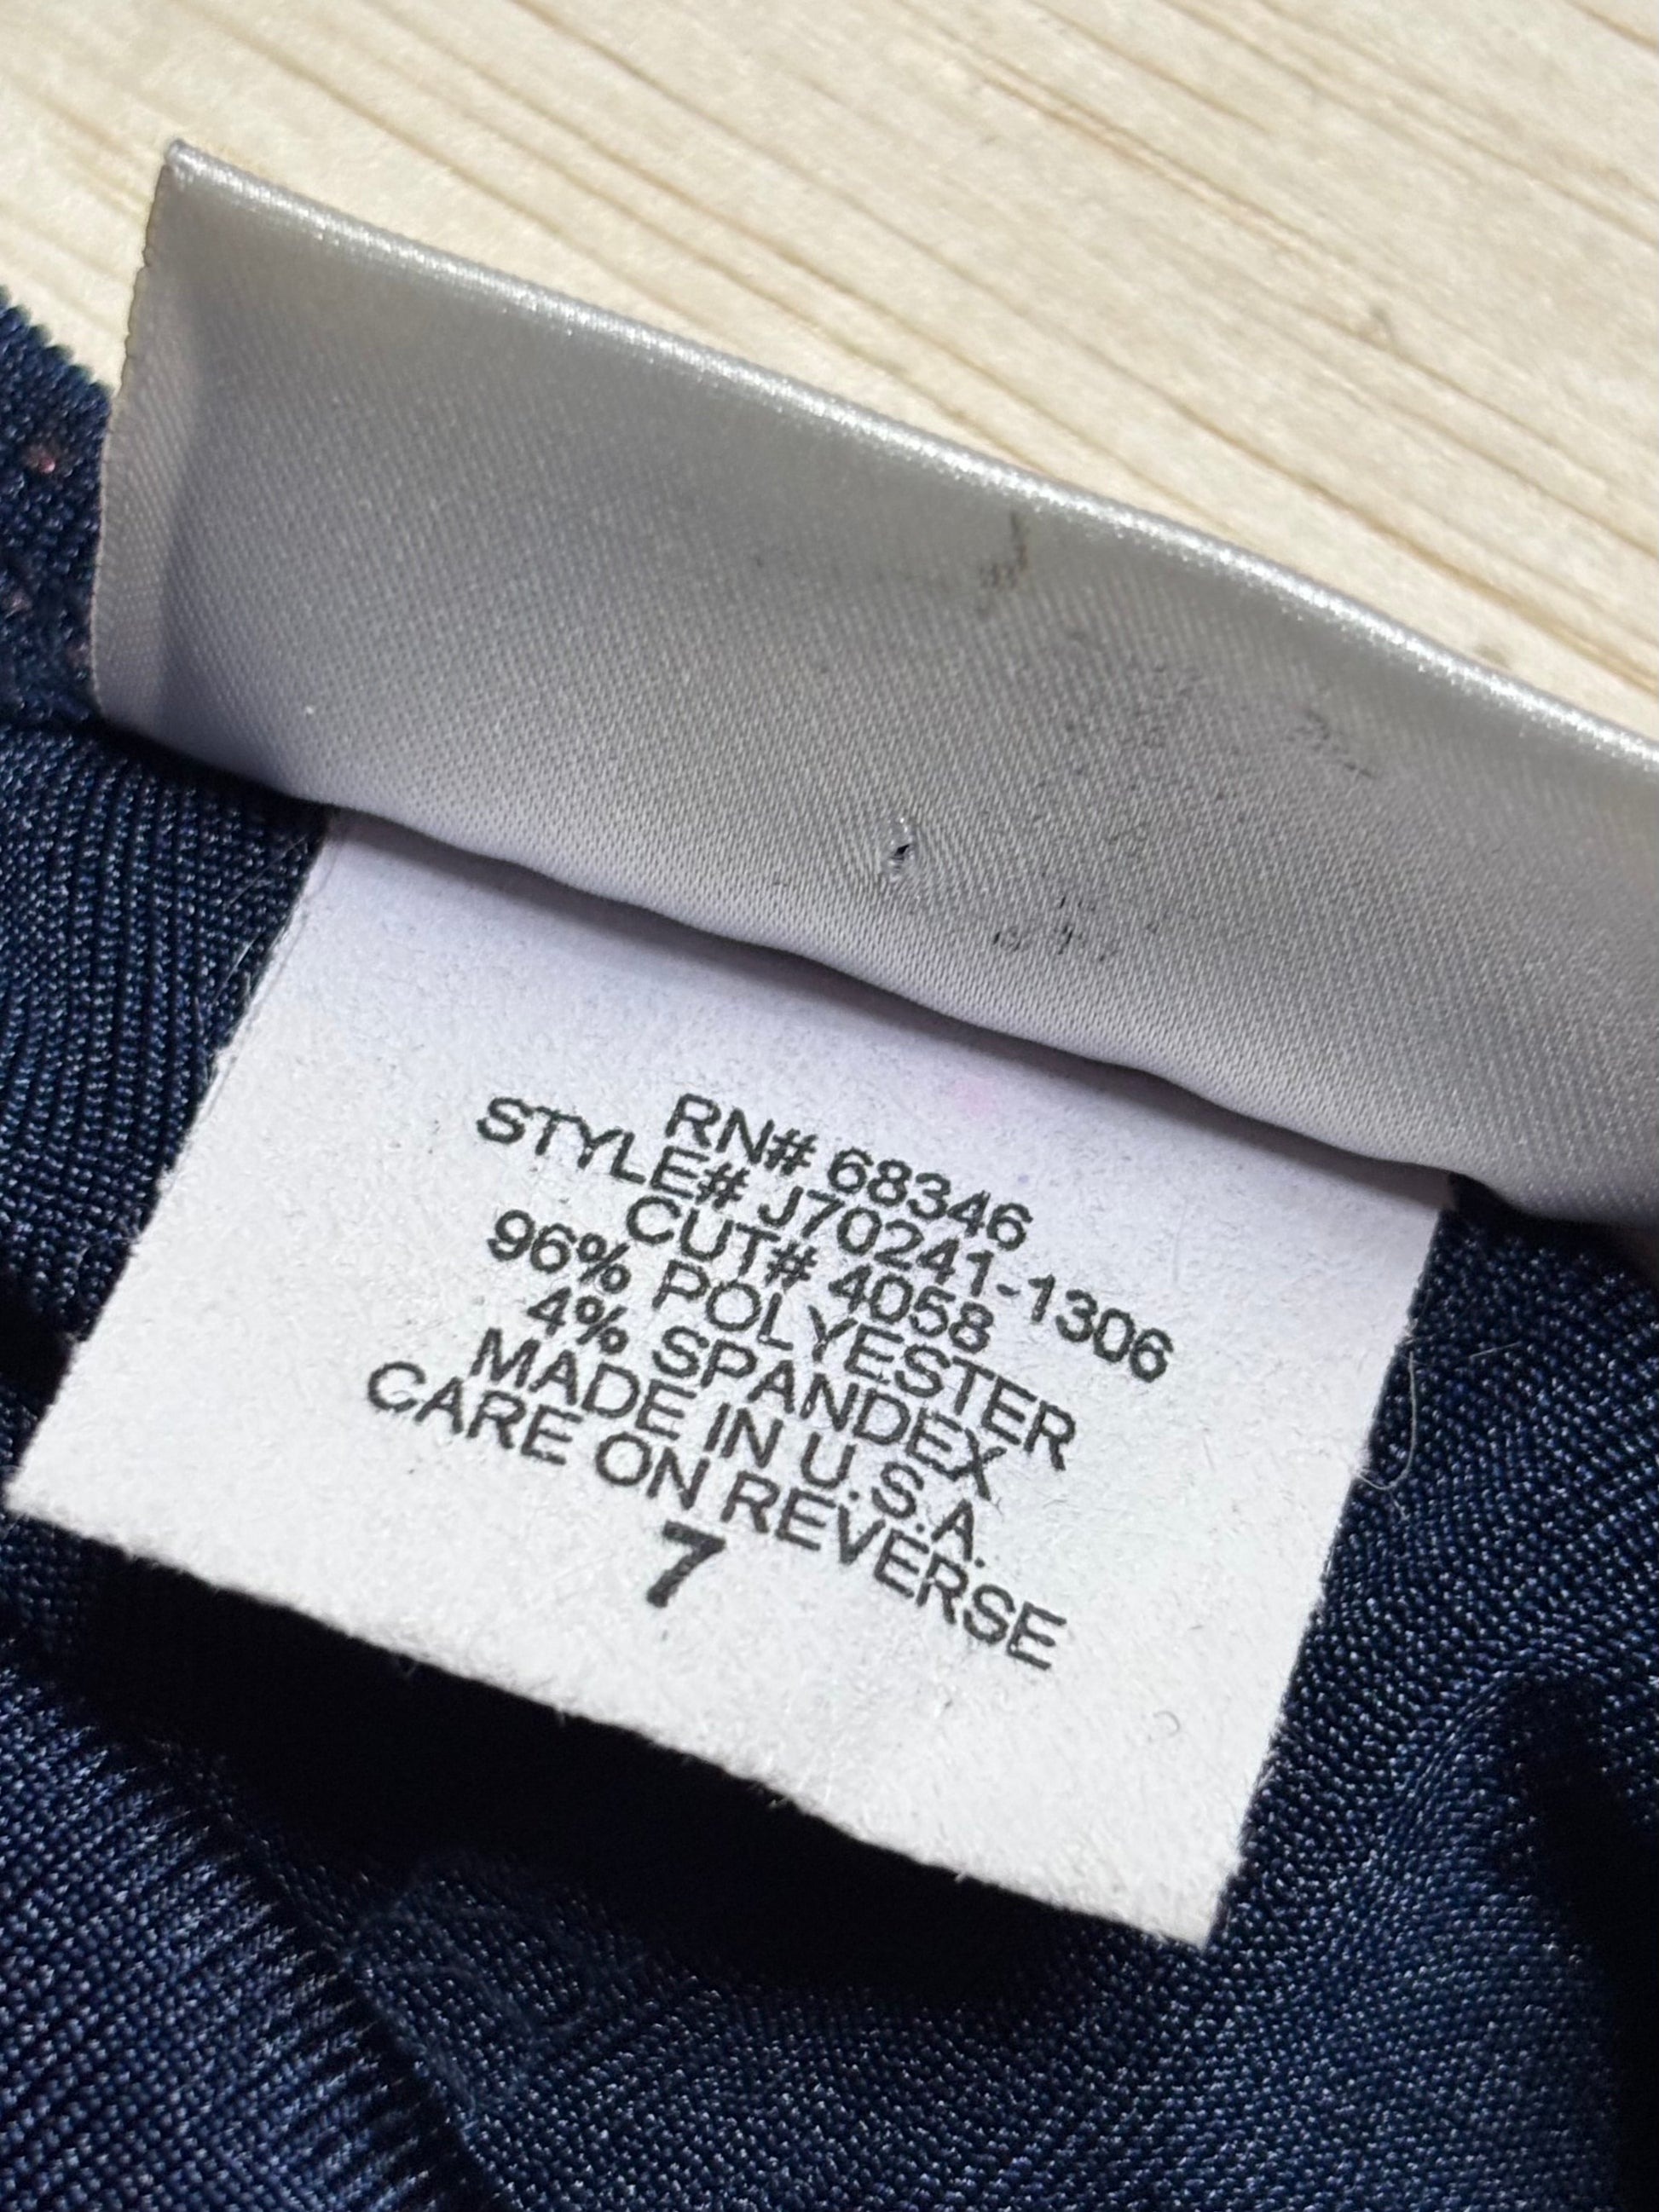 RN# 68346
STYLE# J70241-1306
CUT# 4058
96% POLYESTER
4% SPANDEX
MADE IN U.S.A.
CARE ON REVERSE
7